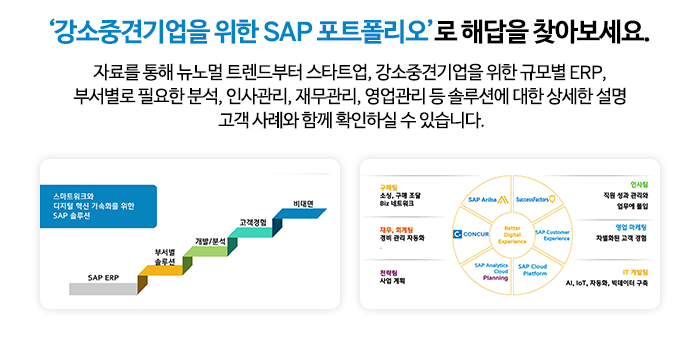 ‘강소중견기업을 위한 SAP 포트폴리오’로 해답을 찾아보세요.
자료를 통해 뉴노멀 트렌드부터 스타트업, 강소중견기업을 위한 규모별 ERP,
부서별로 필요한 분석, 인사관리, 재무관리, 영업관리 등 솔루션에 대한 상세한 설명
고객 사례와 함께 확인하실 수 있습니다.
스마트워크와
디지털 혁신 가속화를 위한
SAP 솔루션
비대면
고객경험
개발/분석
부서별
솔루션
SAP ERP
구매팀
소싱, 구매 조달
Biz 네트워크
재무, 회계팀
경비 관리 자동화
전략팀
사업 계획
SAP Ariba
SuccessFactors
CONCUR
Better
Digital
Experience
SAP Customer
Experience
SAP Analytics
Cloud
Planning
SAP Cloud
Platform
인사팀
직원 성과 관리와
업무에 몰입
영업 마케팅
차별화된 고객 경험
IT 개발팀
AI, IoT, 자동화, 빅데이터 구축